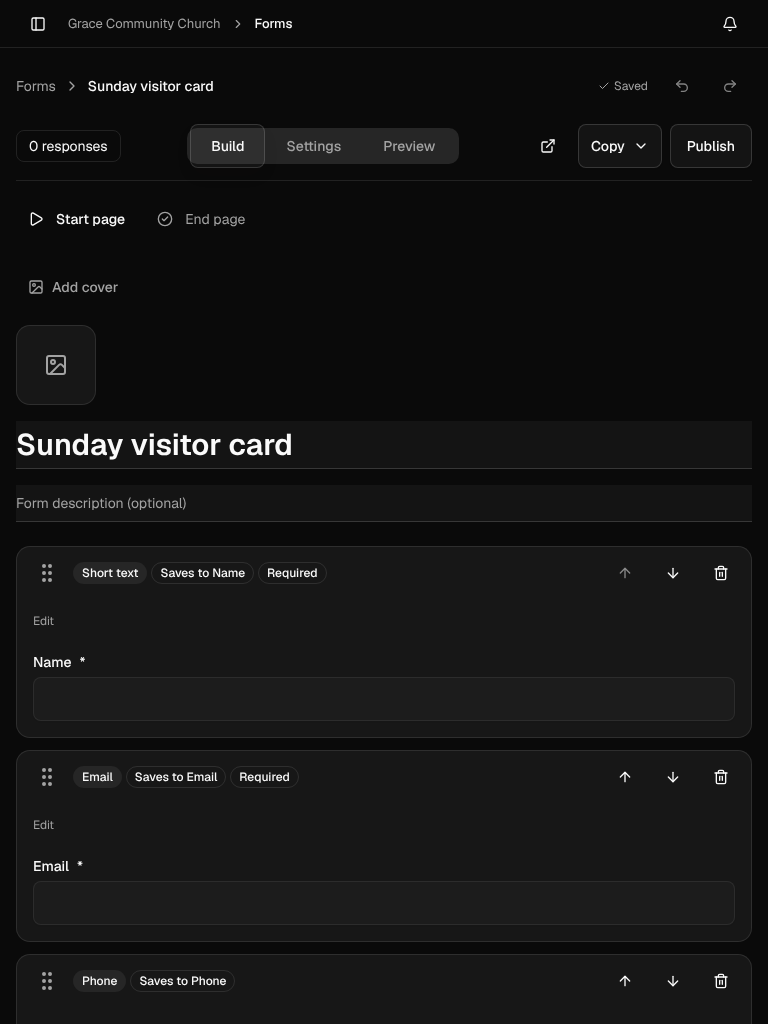 Grace Community Church > Forms
Forms > Sunday visitor card
Saved
0 responses
Build
Settings
Preview
Copy
Publish
Start page
End page
Add cover
Sunday visitor card
Form description (optional)
Short text
Saves to Name
Required
Edit
Name *
Email
Saves to Email
Required
Edit
Email *
Phone
Saves to Phone